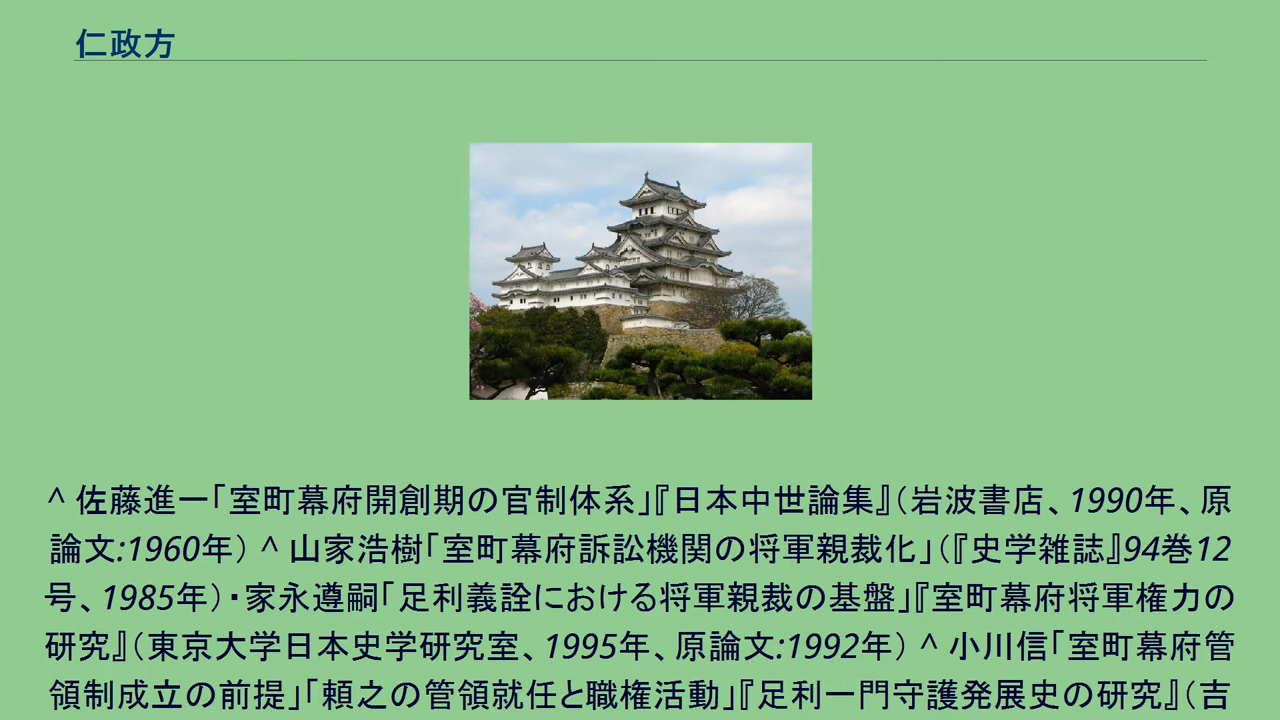 仁政方
^ 佐藤進一「室町幕府開創期の官制体系」『日本中世論集』（岩波書店、1990年、原
論文:1960年） ^ 山家浩樹「室町幕府訴訟機関の将軍親裁化」（『史学雑誌』94巻12
号、1985年）・家永遵嗣「足利義詮における将軍親裁の基盤」『室町幕府将軍権力の
研究』（東京大学日本史学研究室、1995年、原論文:1992年） ^ 小川信「室町幕府管
領制成立の前提」「頼之の管領就任と職権活動」『足利一門守護発展史の研究』（吉